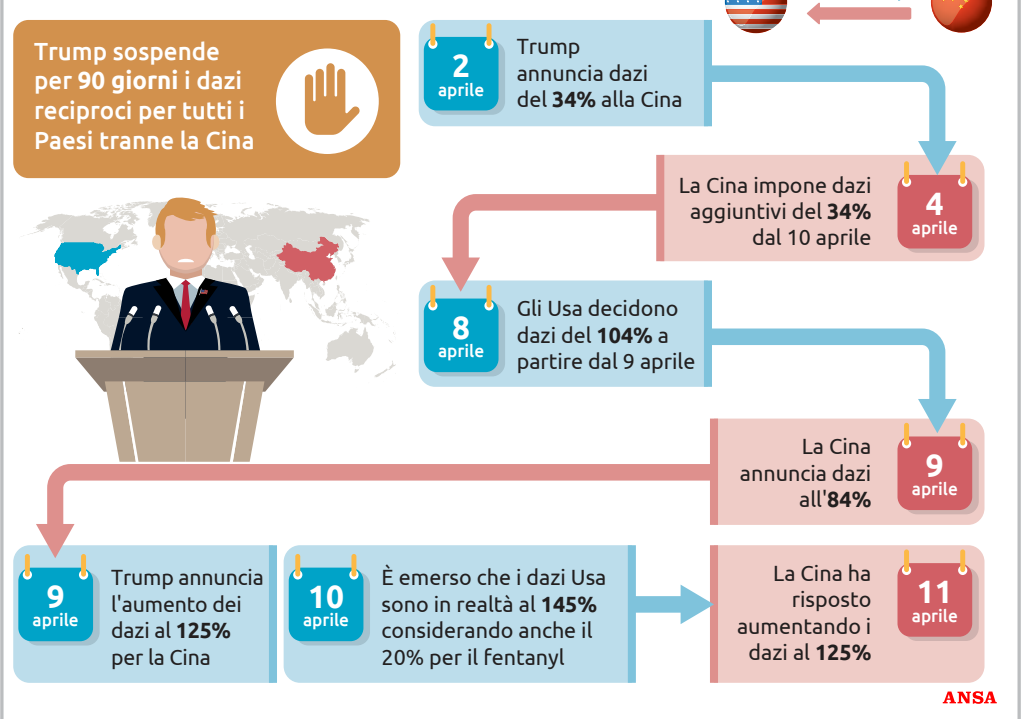 Trump sospende
per 90 giorni i dazi
reciproci per tutti i
Paesi tranne la Cina
2
aprile
Trump
annuncia dazi
del 34% alla Cina
La Cina impone dazi
aggiuntivi del 34%
dal 10 aprile
4
aprile
8
aprile
Gli Usa decidono
dazi del 104% a
partire dal 9 aprile
La Cina
annuncia dazi
all'84%
9
aprile
9
aprile
Trump annuncia
l'aumento dei
dazi al 125%
per la Cina
10
aprile
È emerso che i dazi Usa
sono in realtà al 145%
considerando anche il
20% per il fentanyl
La Cina ha
risposto
aumentando i
dazi al 125%
11
aprile
ANSA